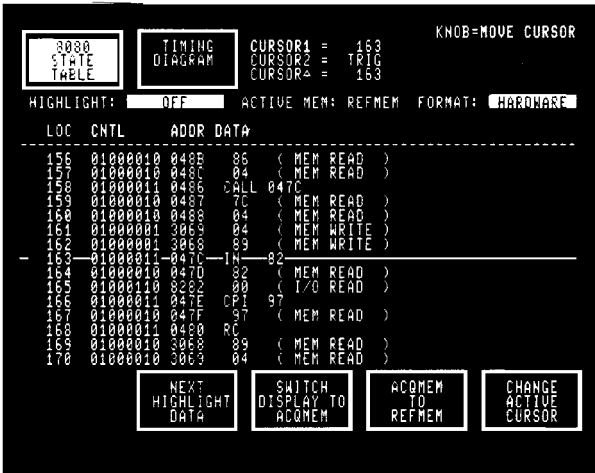 KNOB=MOVE CURSOR
8080 STATE TABLE
TIMING DIAGRAM
CURSOR1 = 163
CURSOR2 = TRIG
CURSOR△ = 163
HIGHLIGHT: OFF ACTIVE MEM: REFMEM FORMAT: HARDWARE
LOC CNTL ADDR DATA
156 01000010 048B 86 ( MEM READ )
157 01000010 048C 04 ( MEM READ )
158 01000011 0486 CALL 047C
159 01000010 0487 7C ( MEM READ )
160 01000010 0488 04 ( MEM READ )
161 01000001 3069 04 ( MEM WRITE )
162 01000001 3068 89 ( MEM WRITE )
163 01000011 047C IN 82
164 01000010 047D 82 ( MEM READ )
165 01000110 8282 00 ( I/O READ )
166 01000011 047E CPI 97
167 01000010 047F 97 ( MEM READ )
168 01000011 0480 RC
169 01000010 3068 89 ( MEM READ )
170 01000010 3069 04 ( MEM READ )
NEXT HIGHLIGHT DATA
SWITCH DISPLAY TO ACQMEM
ACQMEM TO REFMEM
CHANGE ACTIVE CURSOR